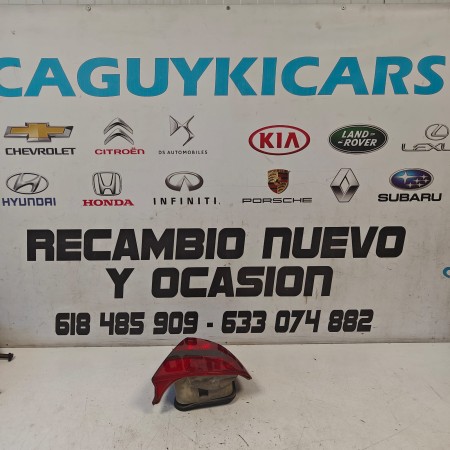 CAGUYKICARS
CHEVROLET CITROËN DS AUTOMOBILES KIA LAND-ROVER LEXUS
HYUNDAI HONDA INFINITI PORSCHE RENAULT SUBARU
RECAMBIO NUEVO
Y OCASION
618 485 909 - 633 074 882